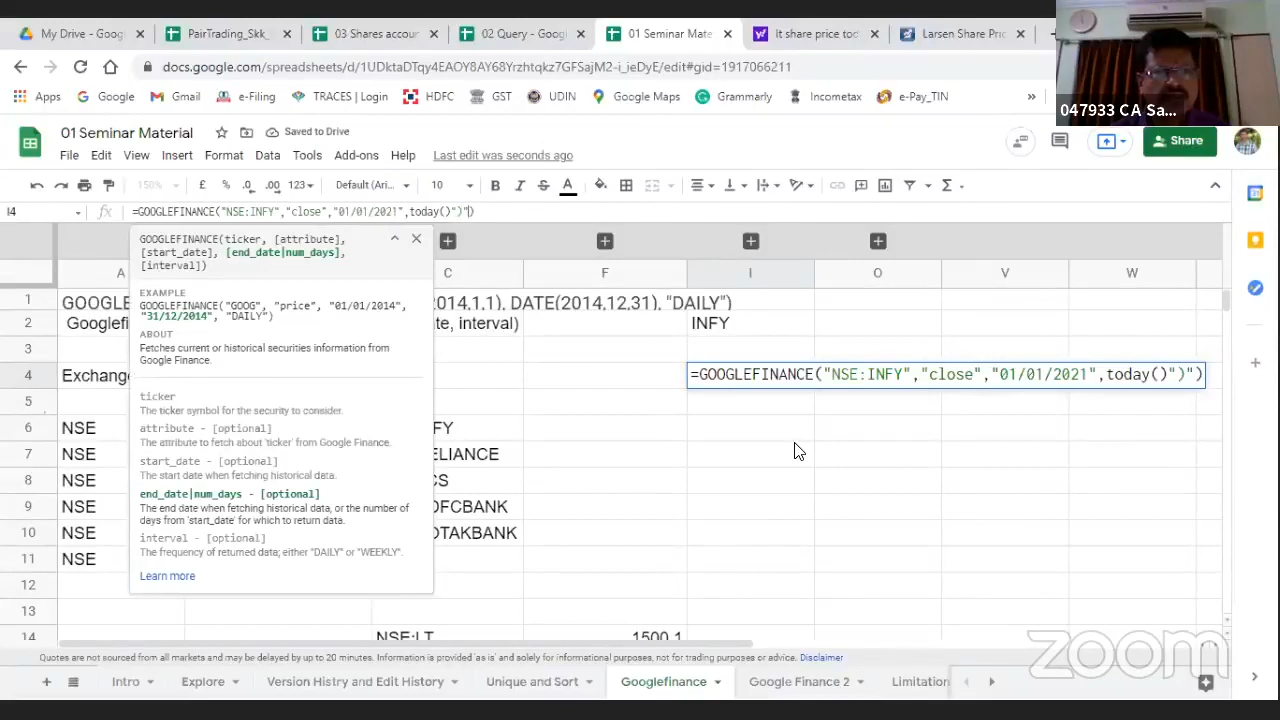 My Drive - Goog
PairTrading_Skk_
03 Shares accour
02 Query - Goog
01 Seminar Mate
It share price tod
Larsen Share Pric
docs.google.com/spreadsheets/d/1UDktaDTqy4EAOY8AY68Yrzhtqkz7GFSajM2-i_ieDyE/edit#gid=1917066211
Apps
Google
Gmail
e-Filing
TRACES | Login
HDFC
GST
UDIN
Google Maps
Grammarly
Incometax
e-Pay_TIN
»
047933 CA Sa...
01 Seminar Material
Saved to Drive
File Edit View Insert Format Data Tools Add-ons Help Last edit was seconds ago
Share
150% £ % .0 .00 123 Default (Ari... 10 B I S A
I4 fx =GOOGLEFINANCE("NSE:INFY","close","01/01/2021",today()")")
GOOGLEFINANCE(ticker, [attribute],
[start_date], [end_date|num_days],
[interval])
EXAMPLE
GOOGLEFINANCE("GOOG", "price", "01/01/2014",
"31/12/2014", "DAILY")
ABOUT
Fetches current or historical securities information from
Google Finance.
ticker
The ticker symbol for the security to consider.
attribute - [optional]
The attribute to fetch about 'ticker' from Google Finance.
start_date - [optional]
The start date when fetching historical data.
end_date|num_days - [optional]
The end date when fetching historical data, or the number of
days from 'start_date' for which to return data.
interval - [optional]
The frequency of returned data; either "DAILY" or "WEEKLY".
Learn more
A C F I O V W
1 GOOGLE (2014,1,1), DATE(2014,12,31), "DAILY")
2 Googlefi te, interval) INFY
3
4 Exchange =GOOGLEFINANCE("NSE:INFY","close","01/01/2021",today()")")
5
6 NSE FY
7 NSE ELIANCE
8 NSE CS
9 NSE DFCBANK
10 NSE OTAKBANK
11 NSE
12
13
14 NSE:LT 1500.1
zoom
Quotes are not sourced from all markets and may be delayed by up to 20 minutes. Information is provided 'as is' and solely for informational purposes, not for trading purposes or advice. Disclaimer
Intro Explore Version Histry and Edit History Unique and Sort Googlefinance Google Finance 2 Limitation